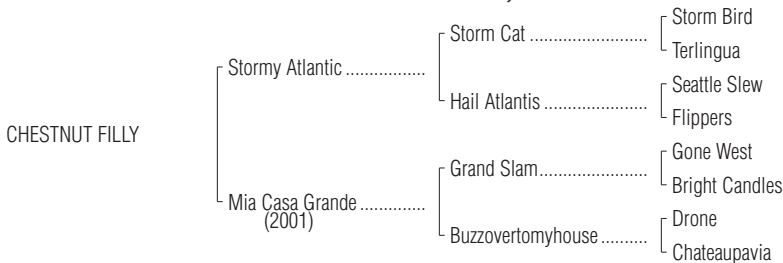 Storm Bird
Storm Cat ..........................
Terlingua
Stormy Atlantic .................
Seattle Slew
Hail Atlantis .......................
Flippers
CHESTNUT FILLY
Gone West
Grand Slam........................
Bright Candles
Mia Casa Grande ..............
(2001)
Drone
Buzzovertomyhouse ..........
Chateaupavia